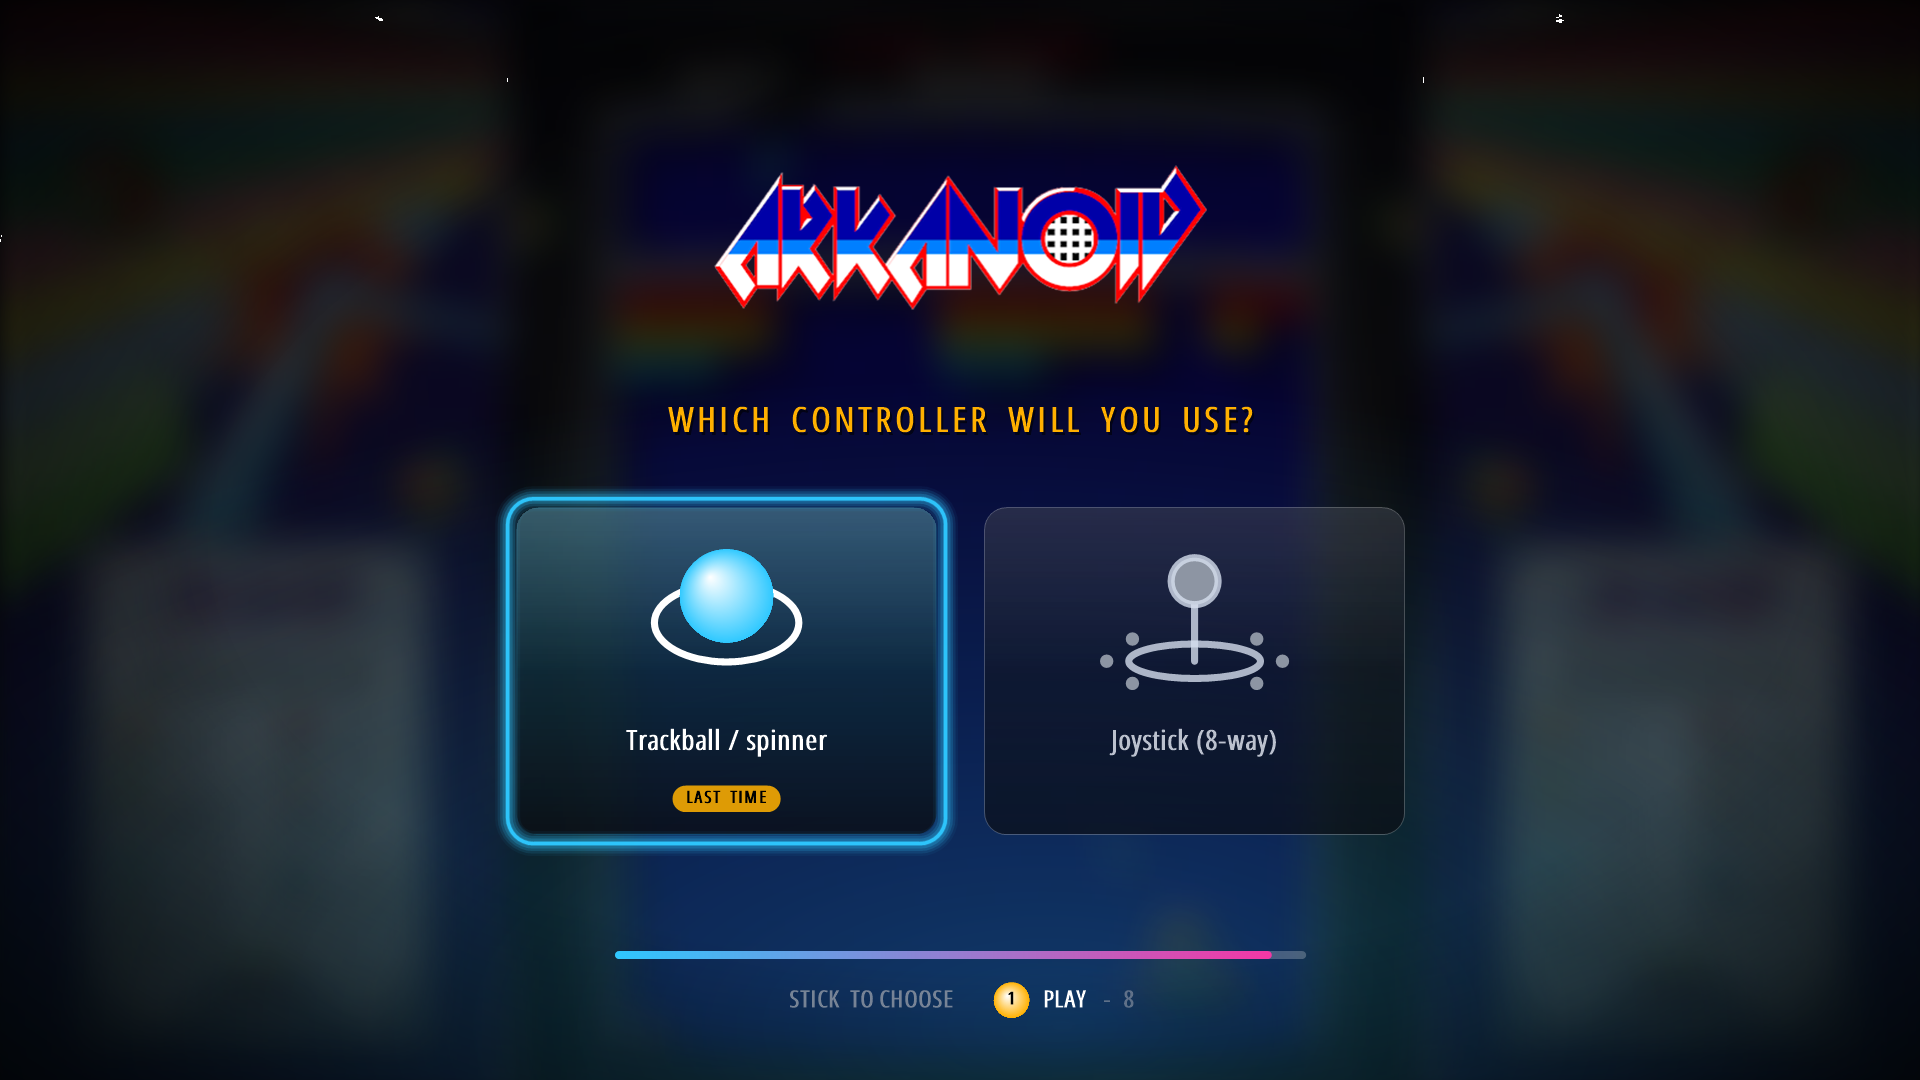 ARKANOID
WHICH CONTROLLER WILL YOU USE?
Trackball / spinner
LAST TIME
Joystick (8-way)
STICK TO CHOOSE 1 PLAY - 8